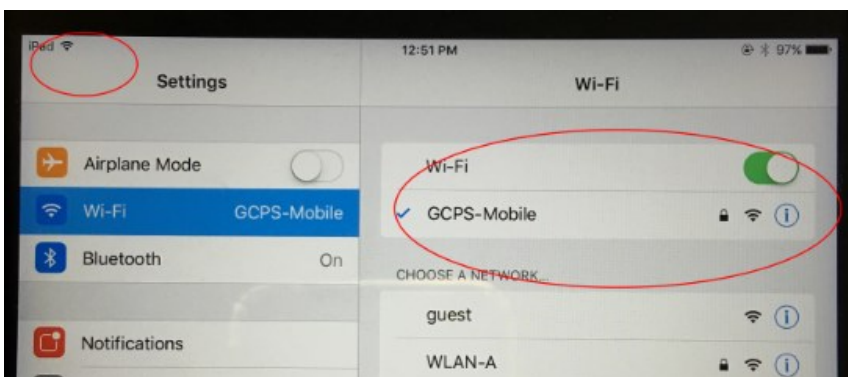 iPad
12:51 PM
97%
Settings
Wi-Fi
Airplane Mode
Wi-Fi GCPS-Mobile
Bluetooth On
Notifications
Wi-Fi
GCPS-Mobile
CHOOSE A NETWORK...
guest
WLAN-A